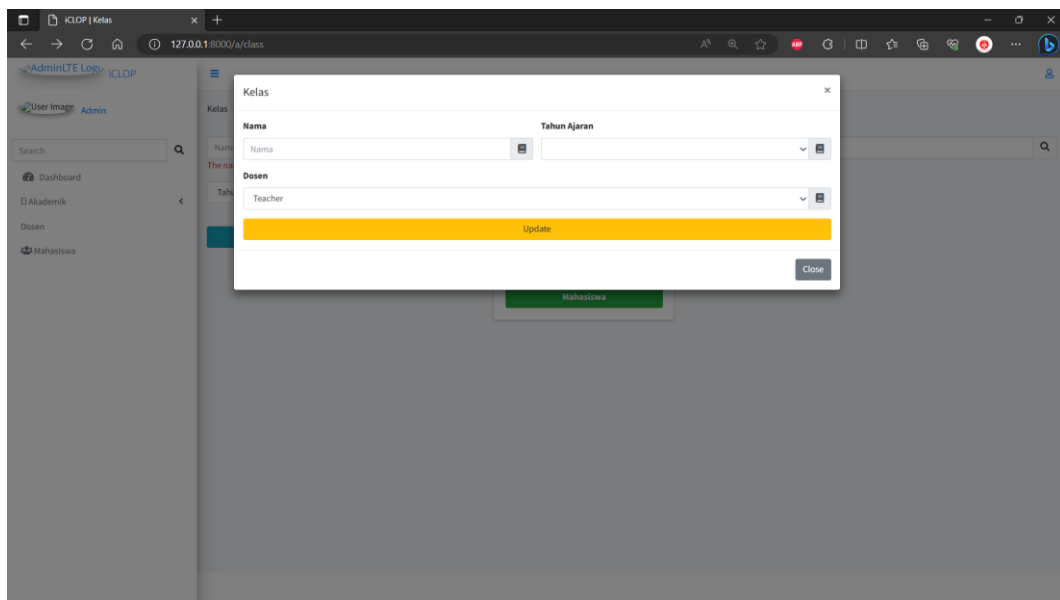 iCLOP | Kelas
127.0.0.1:8000/a/class
AdminLTE Logo iCLOP
User Image Admin
Search
Dashboard
Akademik
Dosen
Mahasiswa
Kelas
Kelas
Nama
Tahun Ajaran
Nama
Dosen
Teacher
Update
Close
The na
Mahasiswa